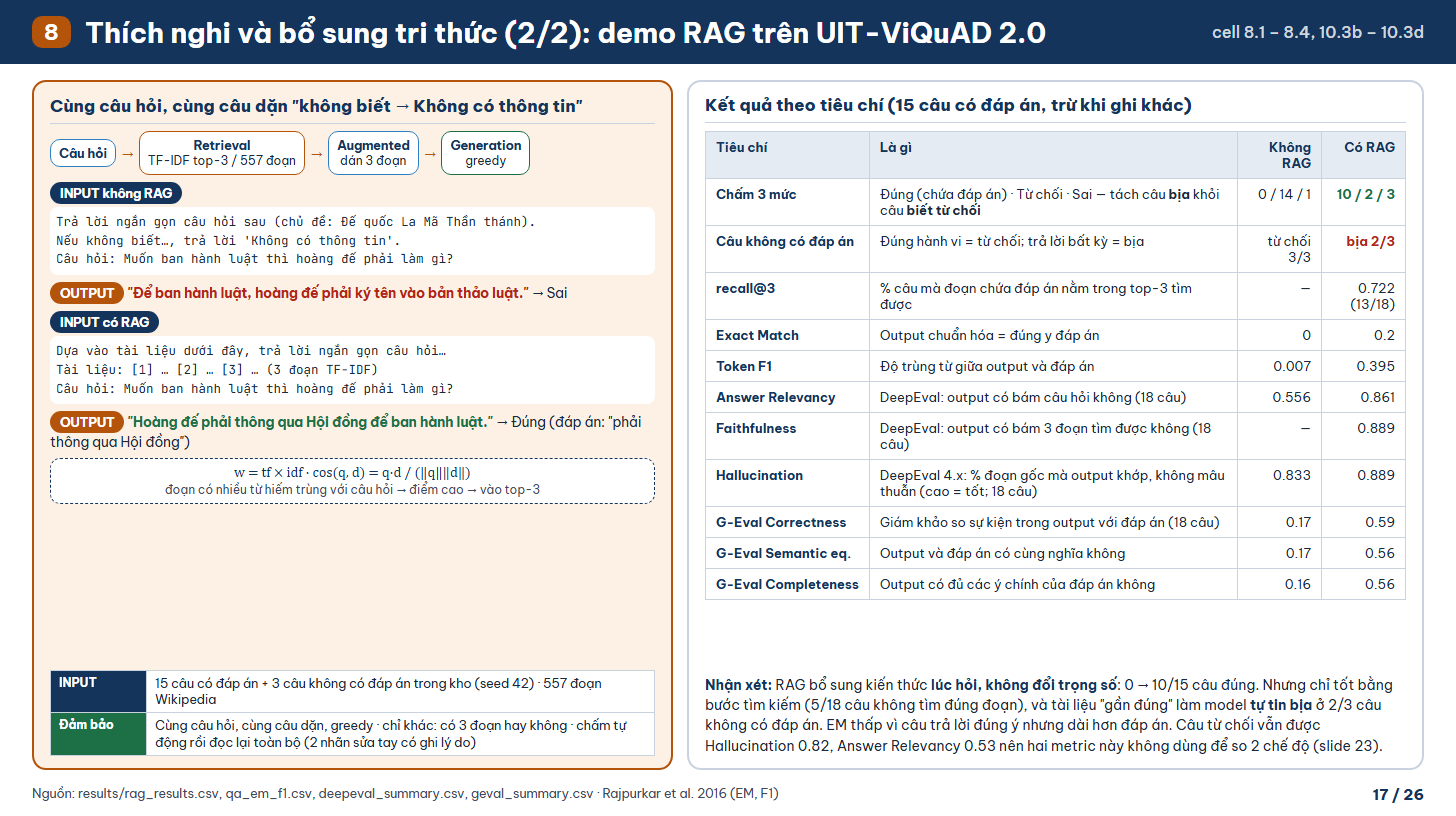 8 Thích nghi và bổ sung tri thức (2/2): demo RAG trên UIT-ViQuAD 2.0
cell 8.1 – 8.4, 10.3b – 10.3d
Cùng câu hỏi, cùng câu dặn "không biết → Không có thông tin"
Câu hỏi → Retrieval → Augmented → Generation
TF-IDF top-3 / 557 đoạn
dán 3 đoạn
greedy
INPUT không RAG
Trả lời ngắn gọn câu hỏi sau (chủ đề: Đế quốc La Mã Thần thánh).
Nếu không biết…, trả lời 'Không có thông tin'.
Câu hỏi: Muốn ban hành luật thì hoàng đế phải làm gì?
OUTPUT "Để ban hành luật, hoàng đế phải ký tên vào bản thảo luật." → Sai
INPUT có RAG
Dựa vào tài liệu dưới đây, trả lời ngắn gọn câu hỏi…
Tài liệu: [1] … [2] … [3] … (3 đoạn TF-IDF)
Câu hỏi: Muốn ban hành luật thì hoàng đế phải làm gì?
OUTPUT "Hoàng đế phải thông qua Hội đồng để ban hành luật." → Đúng (đáp án: "phải
thông qua Hội đồng")
w = tf × idf · cos(q, d) = q·d / (‖q‖‖d‖)
đoạn có nhiều từ hiếm trùng với câu hỏi → điểm cao → vào top-3
INPUT
15 câu có đáp án + 3 câu không có đáp án trong kho (seed 42) · 557 đoạn
Wikipedia
Đảm bảo
Cùng câu hỏi, cùng câu dặn, greedy · chỉ khác: có 3 đoạn hay không · chấm tự
động rồi đọc lại toàn bộ (2 nhãn sửa tay có ghi lý do)
Kết quả theo tiêu chí (15 câu có đáp án, trừ khi ghi khác)
Tiêu chí Là gì Không Có RAG
RAG
Chấm 3 mức Đúng (chứa đáp án) · Từ chối · Sai — tách câu bịa khỏi 0 / 14 / 1 10 / 2 / 3
câu biết từ chối
Câu không có đáp án Đúng hành vi = từ chối; trả lời bất kỳ = bịa từ chối bịa 2/3
3/3
recall@3 % câu mà đoạn chứa đáp án nằm trong top-3 tìm — 0.722
được (13/18)
Exact Match Output chuẩn hóa = đúng y đáp án 0 0.2
Token F1 Độ trùng từ giữa output và đáp án 0.007 0.395
Answer Relevancy DeepEval: output có bám câu hỏi không (18 câu) 0.556 0.861
Faithfulness DeepEval: output có bám 3 đoạn tìm được không (18 — 0.889
câu)
Hallucination DeepEval 4.x: % đoạn gốc mà output khớp, không mâu 0.833 0.889
thuẫn (cao = tốt; 18 câu)
G-Eval Correctness Giám khảo so sự kiện trong output với đáp án (18 câu) 0.17 0.59
G-Eval Semantic eq. Output và đáp án có cùng nghĩa không 0.17 0.56
G-Eval Completeness Output có đủ các ý chính của đáp án không 0.16 0.56
Nhận xét: RAG bổ sung kiến thức lúc hỏi, không đổi trọng số: 0 → 10/15 câu đúng. Nhưng chỉ tốt bằng
bước tìm kiếm (5/18 câu không tìm đúng đoạn), và tài liệu "gần đúng" làm model tự tin bịa ở 2/3 câu
không có đáp án. EM thấp vì câu trả lời đúng ý nhưng dài hơn đáp án. Câu từ chối vẫn được
Hallucination 0.82, Answer Relevancy 0.53 nên hai metric này không dùng để so 2 chế độ (slide 23).
Nguồn: results/rag_results.csv, qa_em_f1.csv, deepeval_summary.csv, geval_summary.csv · Rajpurkar et al. 2016 (EM, F1)
17 / 26